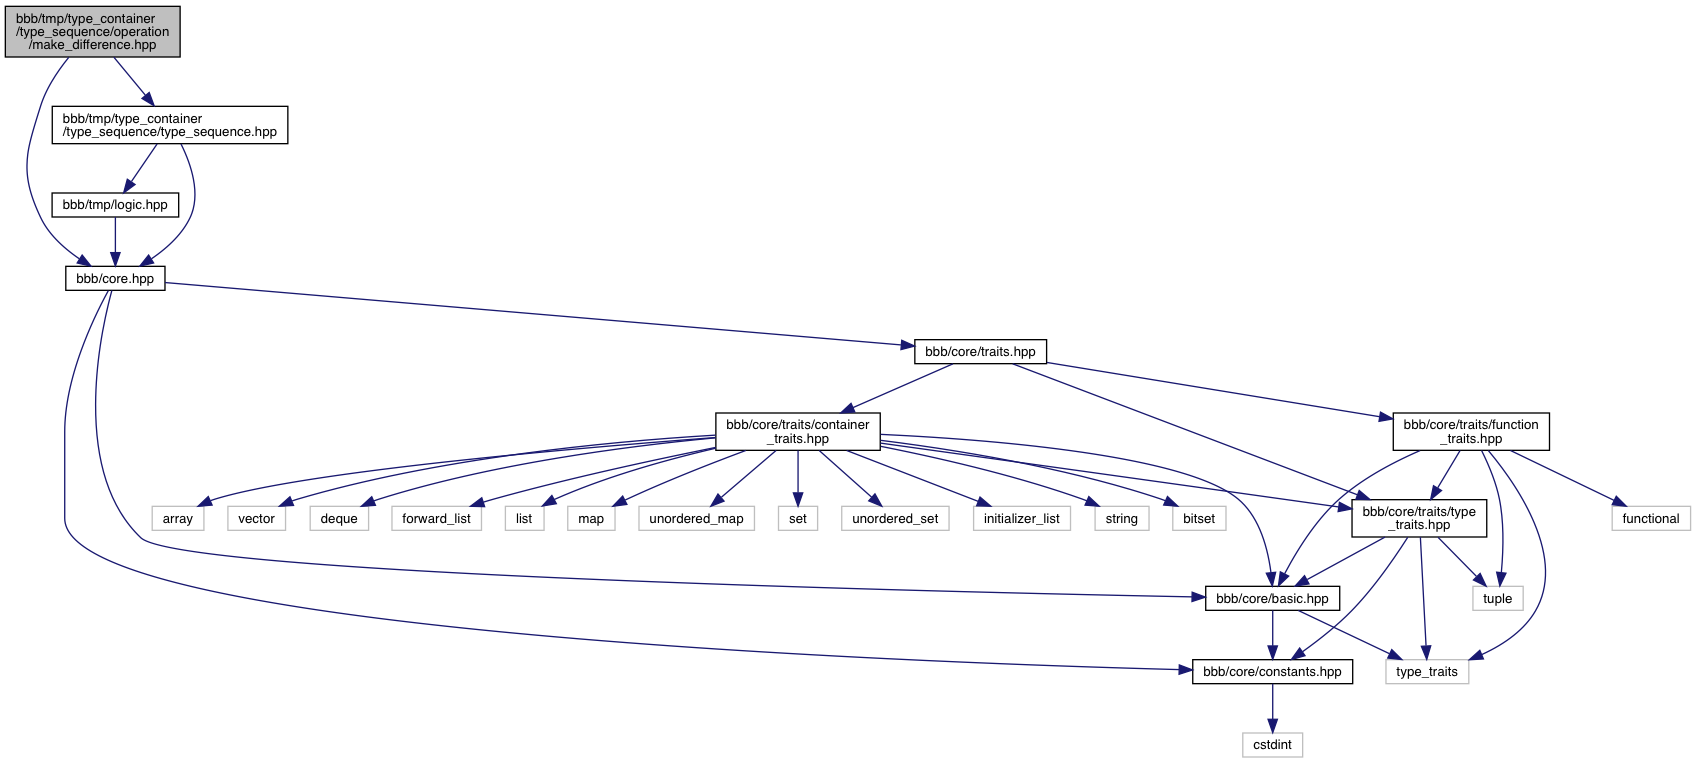 bbb/tmp/type_container
/type_sequence/operation
/make_difference.hpp
bbb/tmp/type_container
/type_sequence/type_sequence.hpp
bbb/tmp/logic.hpp
bbb/core.hpp
bbb/core/traits.hpp
bbb/core/traits/container
_traits.hpp
bbb/core/traits/function
_traits.hpp
array
vector
deque
forward_list
list
map
unordered_map
set
unordered_set
initializer_list
string
bitset
bbb/core/traits/type
_traits.hpp
functional
bbb/core/basic.hpp
tuple
bbb/core/constants.hpp
type_traits
cstdint